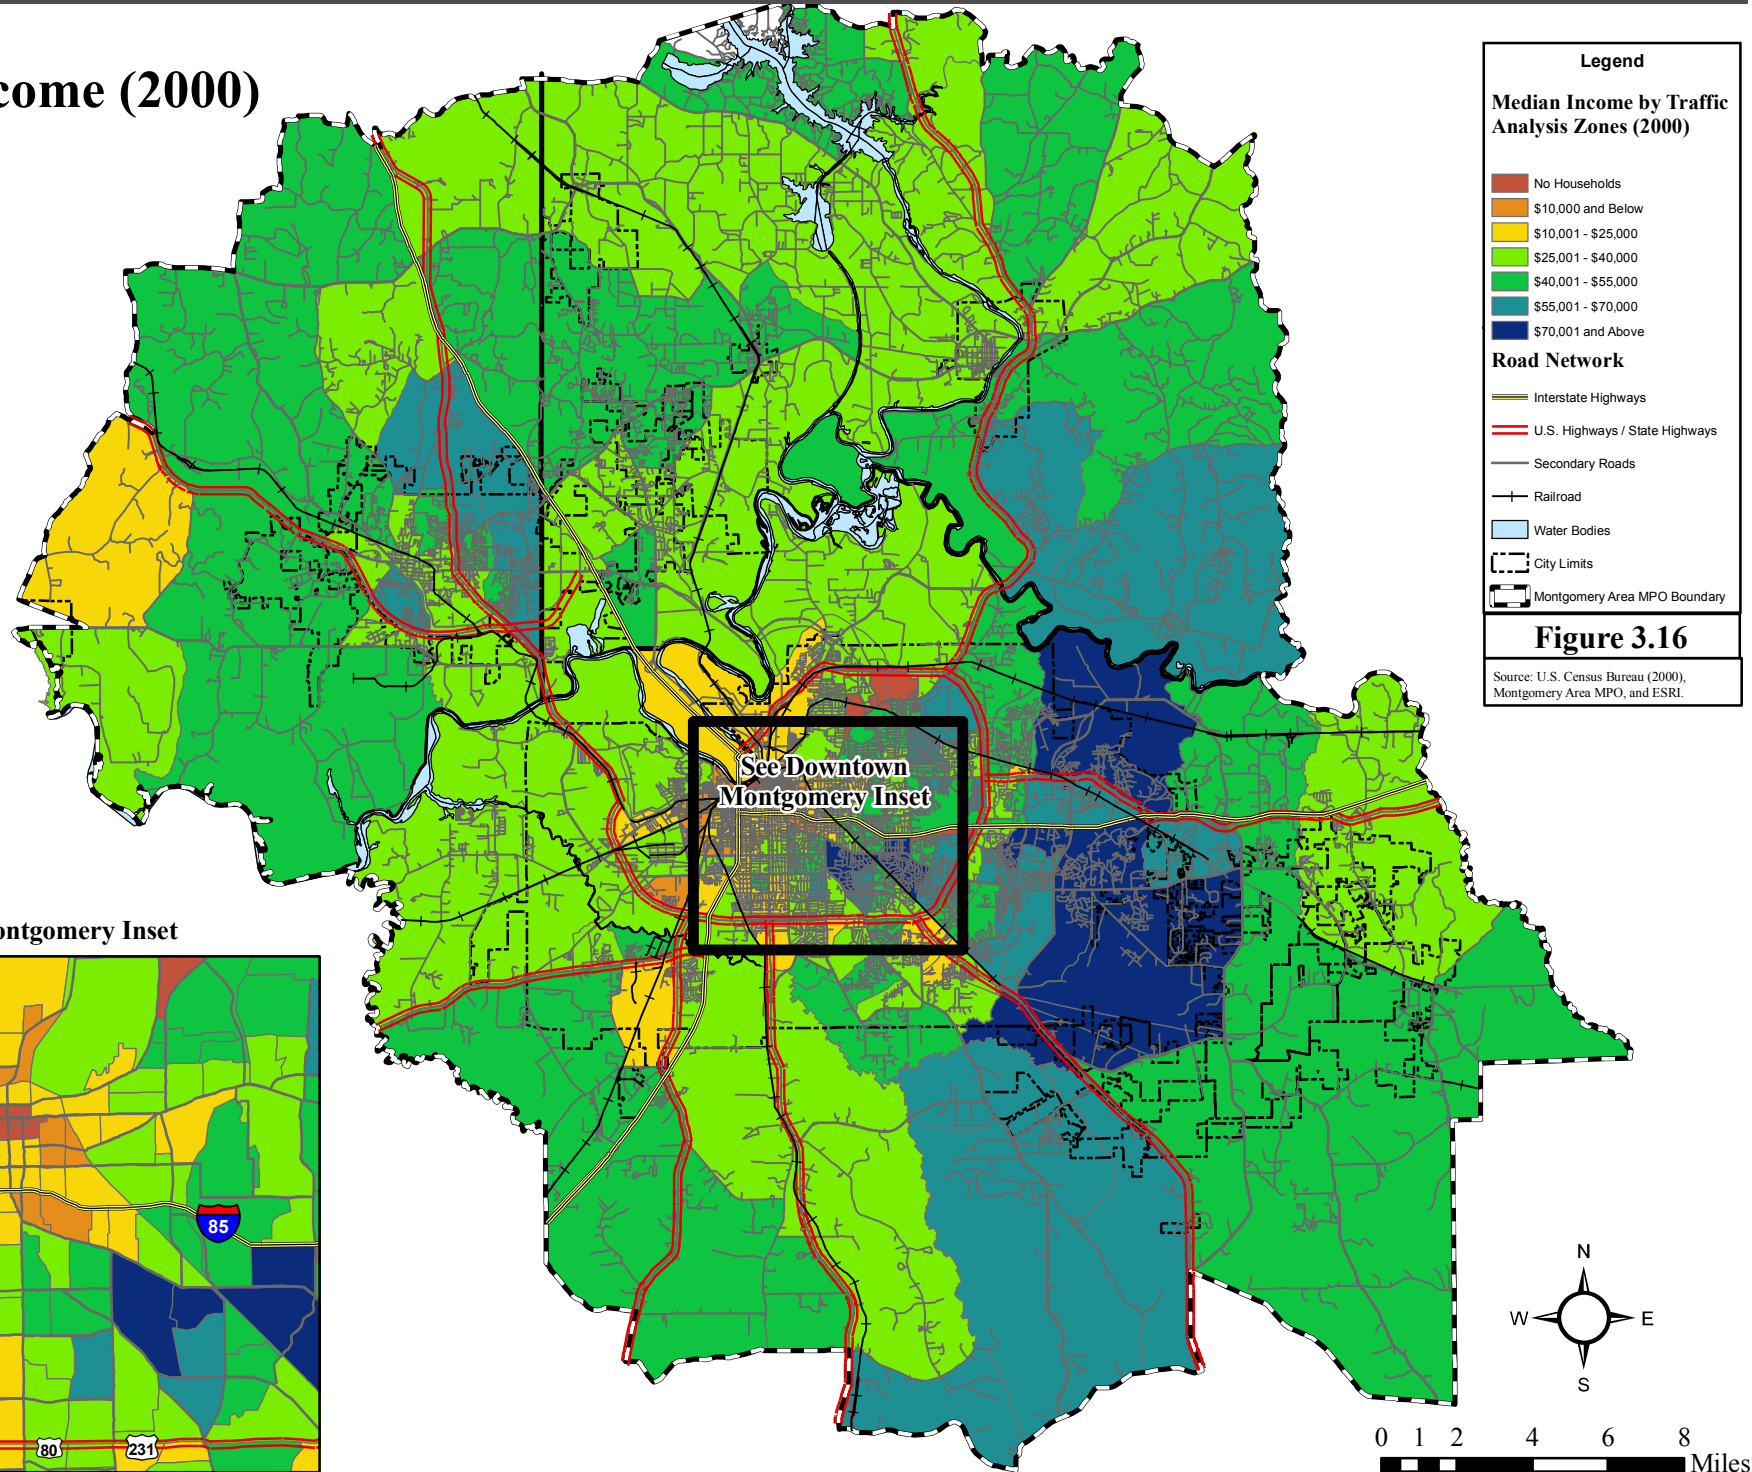 come (2000)
Legend
Median Income by Traffic
Analysis Zones (2000)
No Households
$10,000 and Below
$10,001 - $25,000
$25,001 - $40,000
$40,001 - $55,000
$55,001 - $70,000
$70,001 and Above
Road Network
Interstate Highways
U.S. Highways / State Highways
Secondary Roads
Railroad
Water Bodies
City Limits
Montgomery Area MPO Boundary
Figure 3.16
Source: U.S. Census Bureau (2000),
Montgomery Area MPO, and ESRI.
See Downtown
Montgomery Inset
ontgomery Inset
85
80
231
N
W E
S
0 1 2 4 6 8
Miles